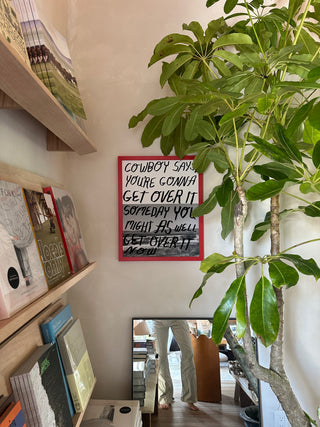 COWBOY SAYS
YOU'RE GONNA
GET OVER IT
SOMEDAY YOU
MIGHT AS WELL
GET OVER IT
NOW